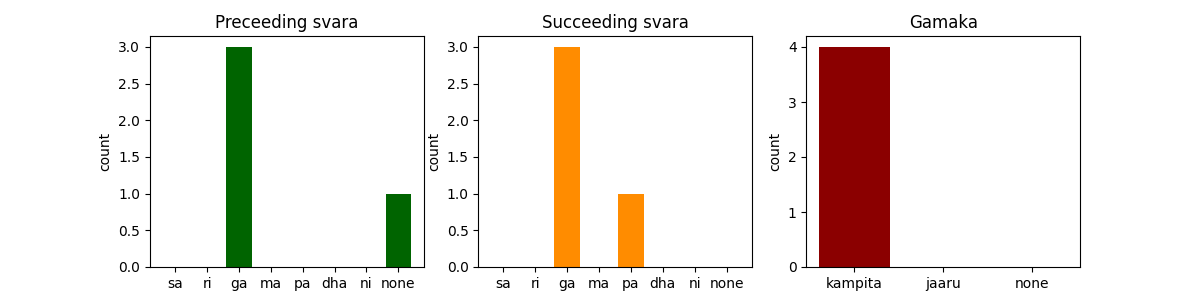 Preceeding svara
count
3.0
2.5
2.0
1.5
1.0
0.5
0.0
sa ri ga ma pa dha ni none
Succeeding svara
count
3.0
2.5
2.0
1.5
1.0
0.5
0.0
sa ri ga ma pa dha ni none
Gamaka
count
4
3
2
1
0
kampita jaaru none